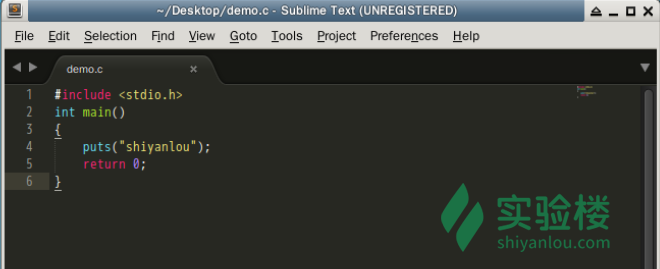 ~/Desktop/demo.c - Sublime Text (UNREGISTERED)
File Edit Selection Find View Goto Tools Project Preferences Help
demo.c
1 #include <stdio.h>
2 int main()
3 {
4 puts("shiyanlou");
5 return 0;
6 }
实验楼
shiyanlou.com